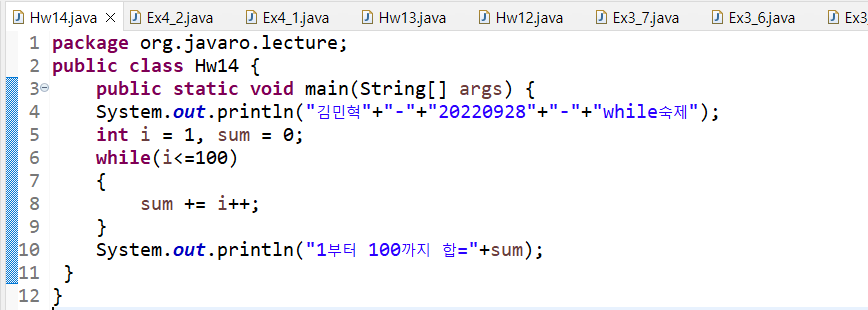 Hw14.java Ex4_2.java Ex4_1.java Hw13.java Hw12.java Ex3_7.java Ex3_6.java Ex3
1 package org.javaro.lecture;
2 public class Hw14 {
3 public static void main(String[] args) {
4 System.out.println("김민혁"+"-"+"20220928"+"-"+"while숙제");
5 int i = 1, sum = 0;
6 while(i<=100)
7 {
8 sum += i++;
9 }
10 System.out.println("1부터 100까지 합="+sum);
11 }
12 }